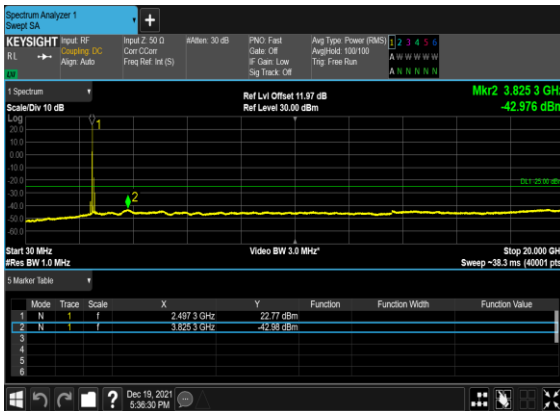 Spectrum Analyzer 1
Swept SA
KEYSIGHT Input: RF Input Z: 50 Ω #Atten: 30 dB PNO: Fast Avg Type: Power (RMS) 1 2 3 4 5 6
RL Coupling: DC Corr CCorr Gate: Off Avg|Hold: 100/100 A W W W W W
Align: Auto Freq Ref: Int (S) IF Gain: Low Trig: Free Run
Sig Track: Off A N N N N N
1 Spectrum Ref Lvl Offset 11.97 dB Mkr2 3.825 3 GHz
Scale/Div 10 dB Ref Level 30.00 dBm -42.976 dBm
Log
20.0
10.0
0.00
-10.0
-20.0
-30.0
-40.0
-50.0
-60.0
1
2
Start 30 MHz Video BW 3.0 MHz* Stop 20.000 GHz
#Res BW 1.0 MHz Sweep ~38.3 ms (40001 pts
5 Marker Table
Mode Trace Scale X Y Function Function Width Function Value
1 N 1 f 2.497 3 GHz 22.77 dBm
2 N 1 f 3.825 3 GHz -42.98 dBm
3
4
5
6
? Dec 19, 2021
5:36:30 PM